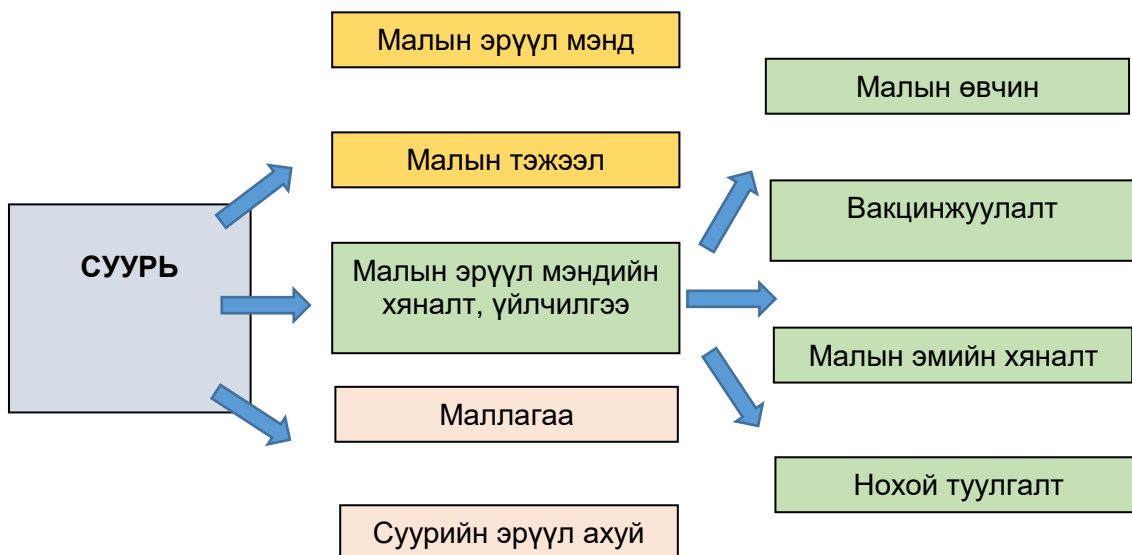 СУУРЬ
Малын эрүүл мэнд
Малын тэжээл
Малын эрүүл мэндийн
хяналт, үйлчилгээ
Маллагаа
Суурийн эрүүл ахуй
Малын өвчин
Вакцинжуулалт
Малын эмийн хяналт
Нохой туулгалт